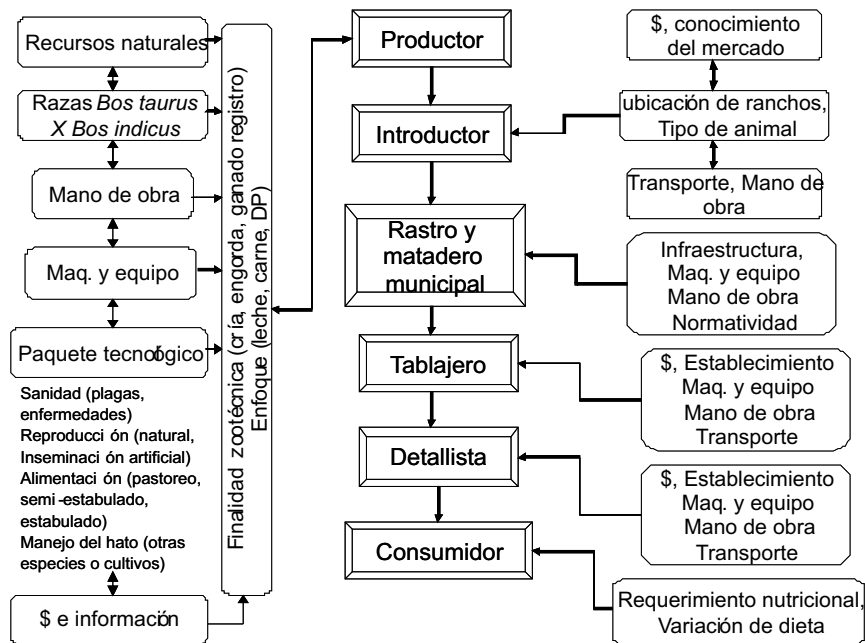 Recursos naturales
Razas Bos taurus
X Bos indicus
Mano de obra
Maq. y equipo
Paquete tecnológico
Sanidad (plagas,
enfermedades)
Reproducci ón (natural,
Inseminaci ón artificial)
Alimentaci ón (pastoreo,
semi-estabulado,
estabulado)
Manejo del hato (otras
especies o cultivos)
$ e información
Finalidad zootécnica (cría, engorda, ganado registro)
Enfoque (leche, carne, DP)
Productor
Introductor
Rastro y
matadero
municipal
Tablajero
Detallista
Consumidor
$, conocimiento
del mercado
ubicación de ranchos,
Tipo de animal
Transporte, Mano de
obra
Infraestructura,
Maq. y equipo
Mano de obra
Normatividad
$, Establecimiento
Maq. y equipo
Mano de obra
Transporte
$, Establecimiento
Maq. y equipo
Mano de obra
Transporte
Requerimiento nutricional,
Variación de dieta